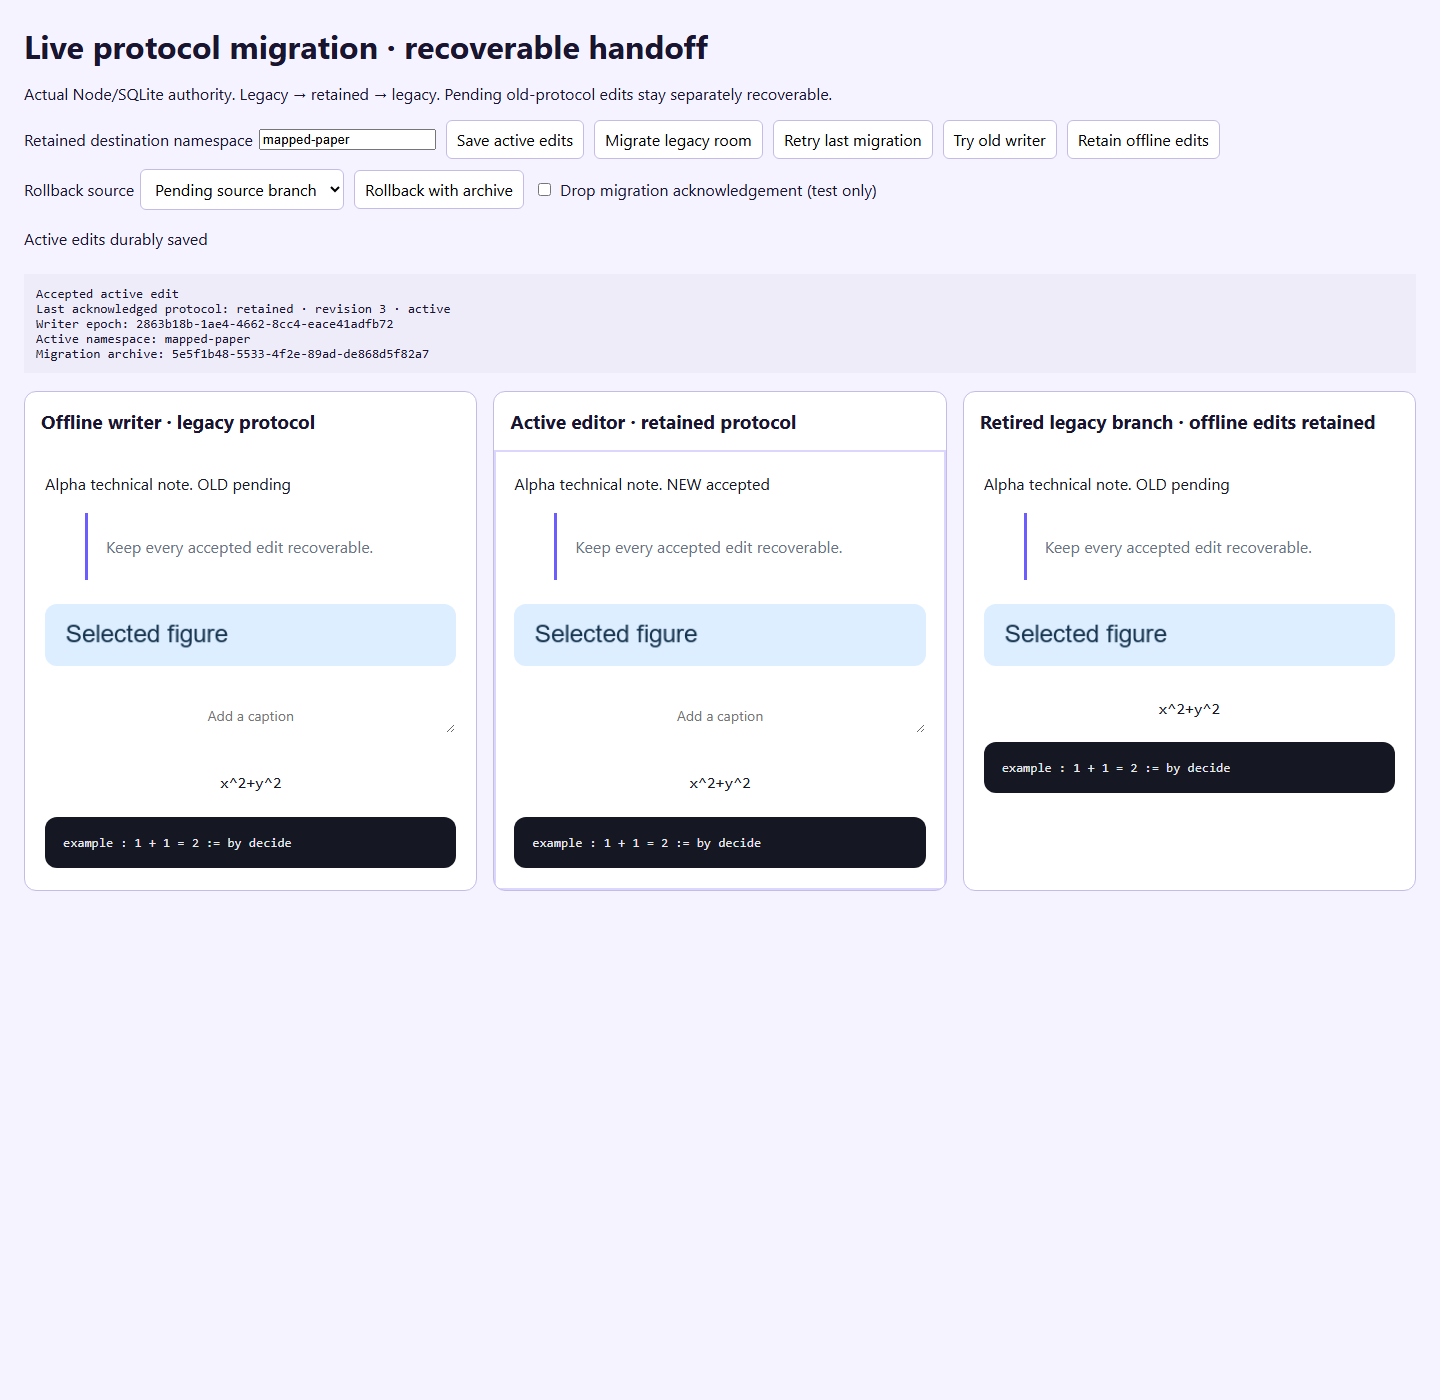 Live protocol migration · recoverable handoff
Actual Node/SQLite authority. Legacy → retained → legacy. Pending old-protocol edits stay separately recoverable.
Retained destination namespace mapped-paper Save active edits Migrate legacy room Retry last migration Try old writer Retain offline edits
Rollback source Pending source branch Rollback with archive Drop migration acknowledgement (test only)
Active edits durably saved
Accepted active edit
Last acknowledged protocol: retained · revision 3 · active
Writer epoch: 2863b18b-1ae4-4662-8cc4-eace41adfb72
Active namespace: mapped-paper
Migration archive: 5e5f1b48-5533-4f2e-89ad-de868d5f82a7
Offline writer · legacy protocol
Alpha technical note. OLD pending
Keep every accepted edit recoverable.
Selected figure
Add a caption
x^2+y^2
example : 1 + 1 = 2 := by decide
Active editor · retained protocol
Alpha technical note. NEW accepted
Keep every accepted edit recoverable.
Selected figure
Add a caption
x^2+y^2
example : 1 + 1 = 2 := by decide
Retired legacy branch · offline edits retained
Alpha technical note. OLD pending
Keep every accepted edit recoverable.
Selected figure
x^2+y^2
example : 1 + 1 = 2 := by decide